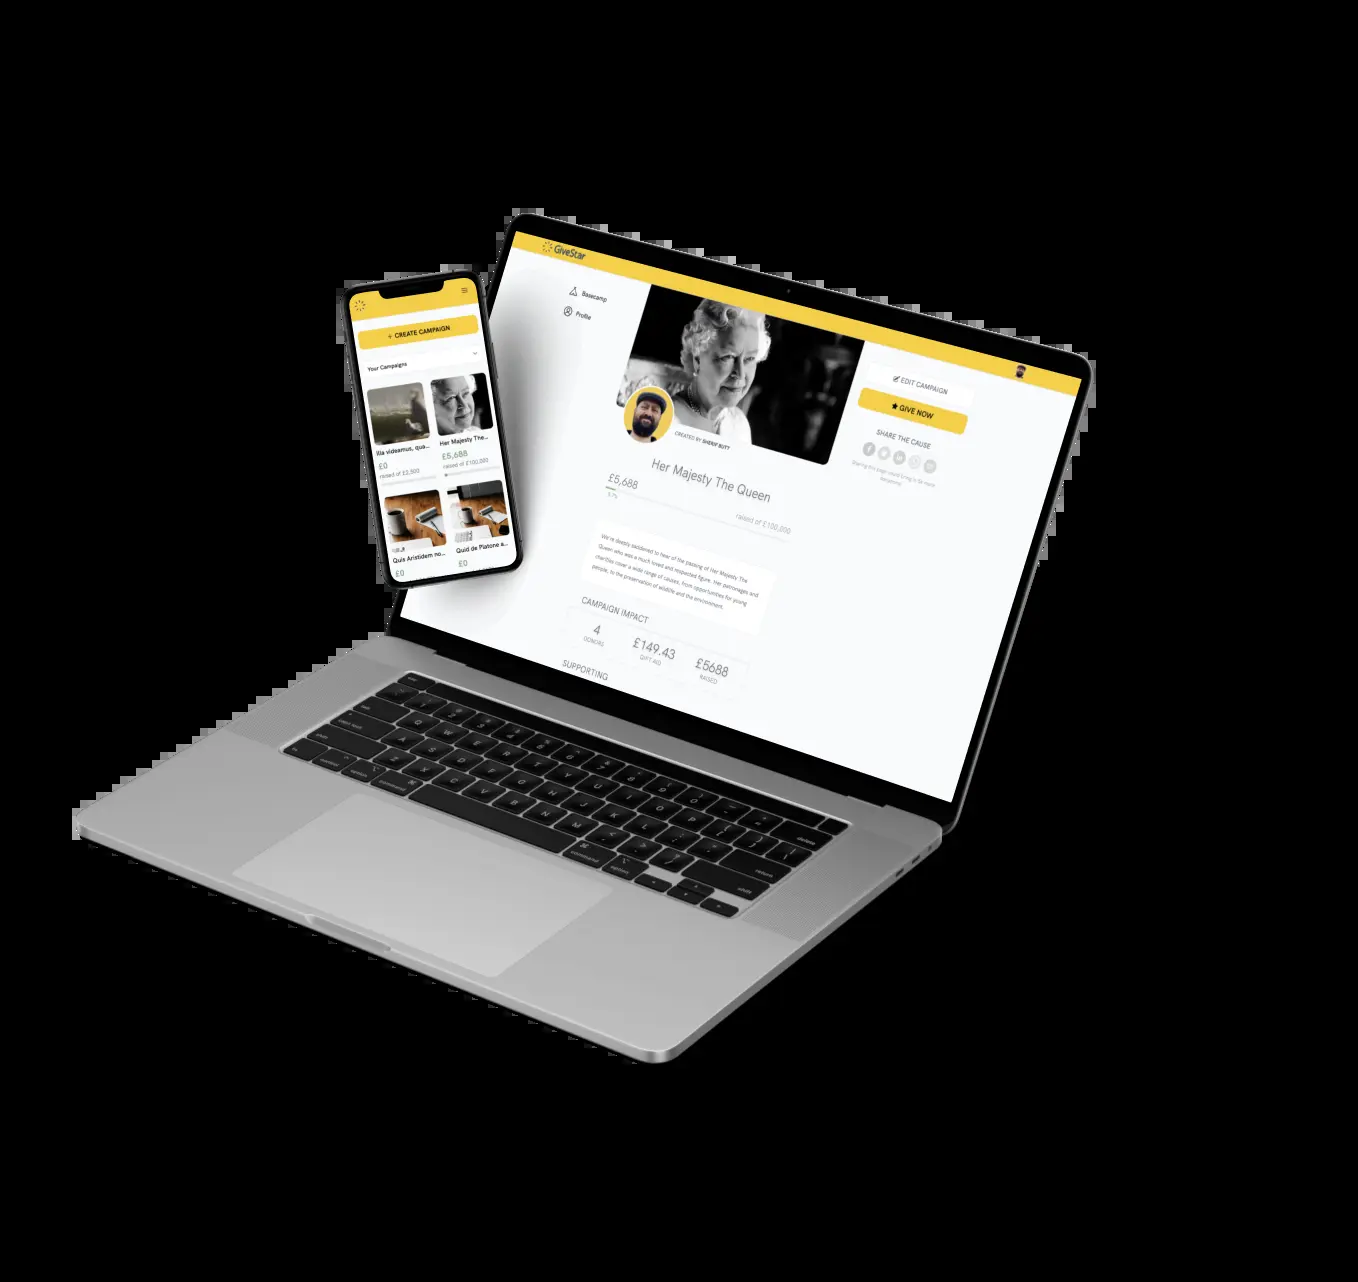 GiveStar
Basecamp
Profile
EDIT CAMPAIGN
GIVE NOW
SHARE THE CAUSE
CREATED BY SHERIF BUTT
Her Majesty The Queen
£5,688
raised of £100,000
We're deeply saddened to hear of the passing of Her Majesty The
Queen who was a much loved and respected figure. Her patronages and
charities cover a wide range of causes, from opportunities for young
people, to the preservation of wildlife and the environment.
CAMPAIGN IMPACT
4
DONORS
£149.43
GIFT AID
£5688
RAISED
SUPPORTING
+ CREATE CAMPAIGN
Your Campaigns
Illa videamus, qua...
£0
raised of £2,500
Her Majesty The...
£5,688
raised of £100,000
Quis Aristidem no...
£0
Quid de Platone a...
£0